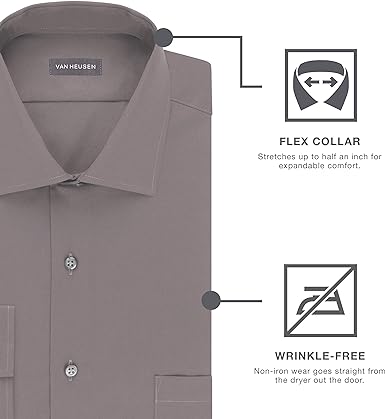 VAN HEUSEN
FLEX COLLAR
Stretches up to half an inch for
expandable comfort.
WRINKLE-FREE
Non-iron wear goes straight from
the dryer out the door.